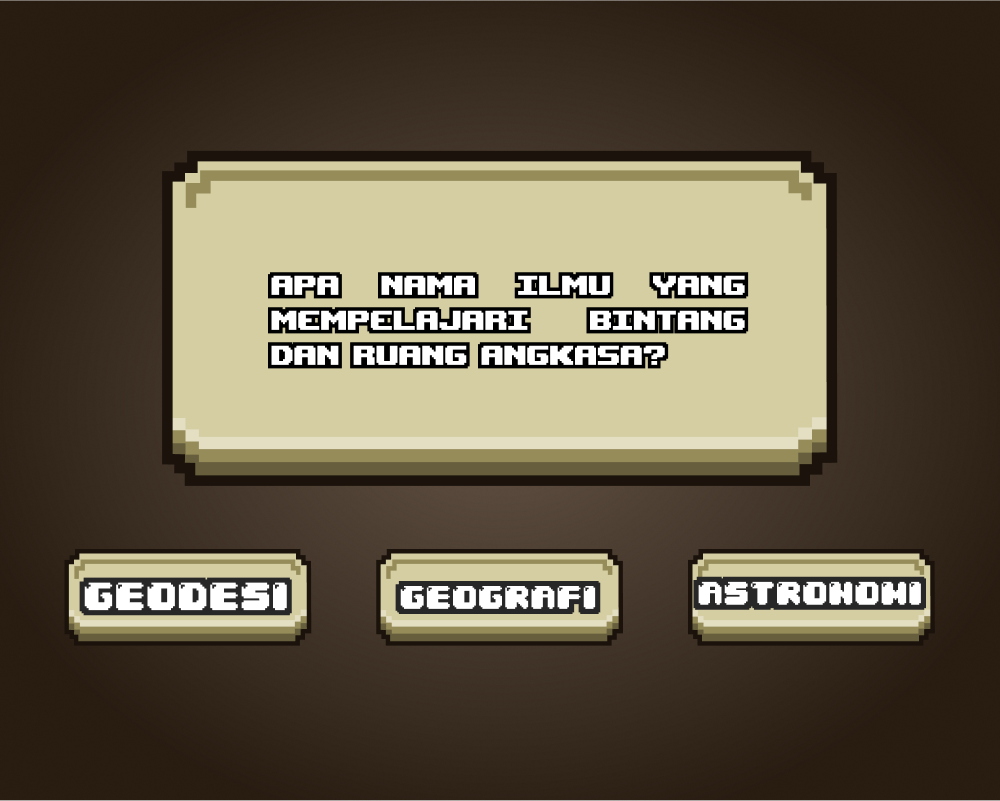 APA NAMA ILMU YANG
MEMPELAJARI BINTANG
DAN RUANG ANGKASA?
GEODESI
GEOGRAFI
ASTRONOMI